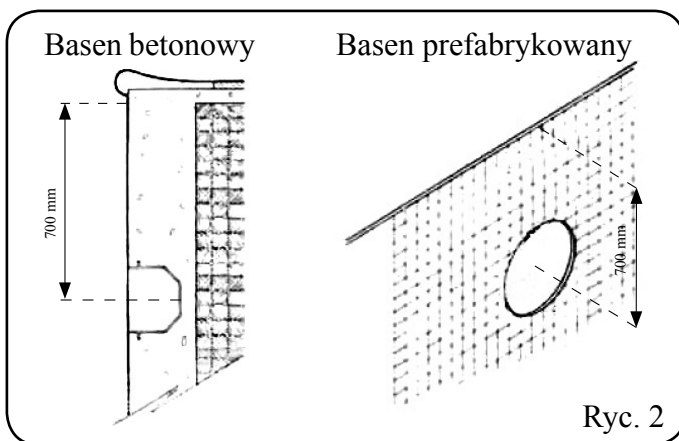 Basen betonowy
Basen prefabrykowany
700 mm
700 mm
Ryc. 2